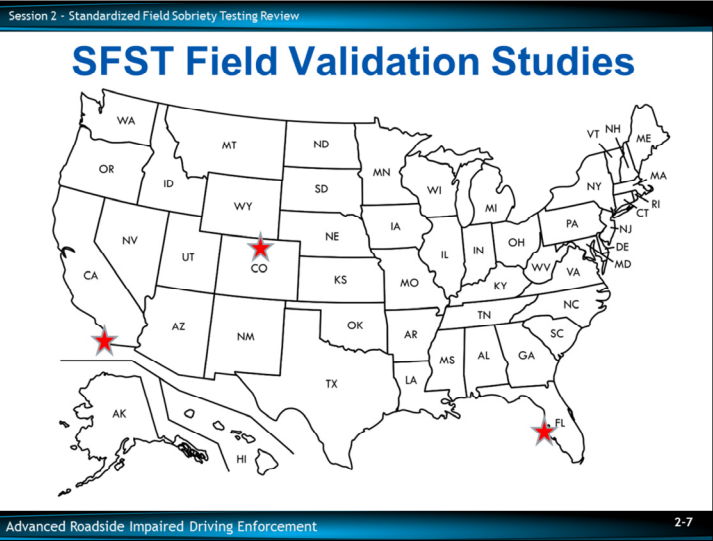 Session 2 - Standardized Field Sobriety Testing Review
SFST Field Validation Studies
WA
MT
ND
MN
VT
NH
ME
OR
ID
SD
WI
MI
NY
MA
RI
CT
WY
IA
PA
NJ
NV
UT
NE
IL
IN
OH
DE
MD
CO
WV
VA
CA
KS
MO
KY
NC
AZ
NM
OK
AR
TN
SC
TX
LA
MS
AL
GA
AK
HI
FL
Advanced Roadside Impaired Driving Enforcement
2-7